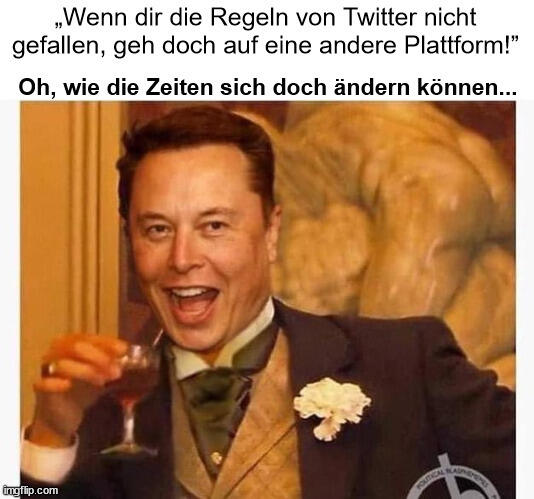 „Wenn dir die Regeln von Twitter nicht
gefallen, geh doch auf eine andere Plattform!”
Oh, wie die Zeiten sich doch ändern können...
POLITICAL BLASPHEMEMES
imgflip.com